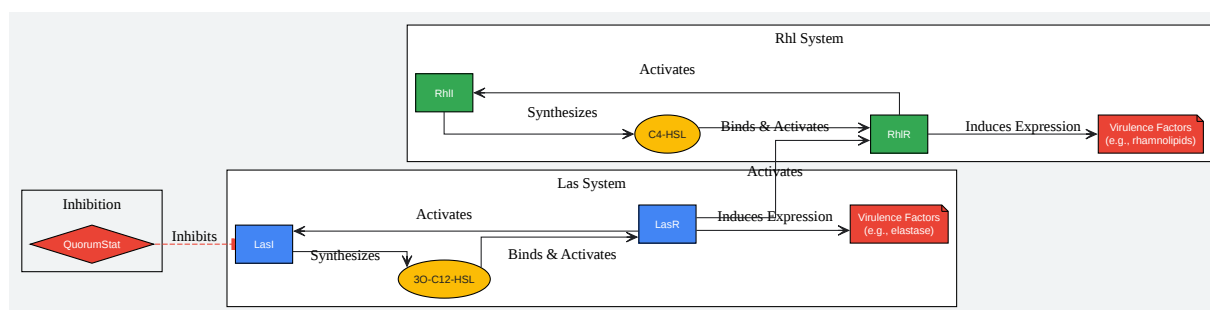 Rhl System
Activates
RhlI
Synthesizes
C4-HSL
Binds & Activates
RhlR
Induces Expression
Virulence Factors
(e.g., rhamnolipids)
Activates
Las System
Inhibition
QuorumStat
Inhibits
LasI
Activates
LasR
Induces Expression
Virulence Factors
(e.g., elastase)
Synthesizes
3O-C12-HSL
Binds & Activates